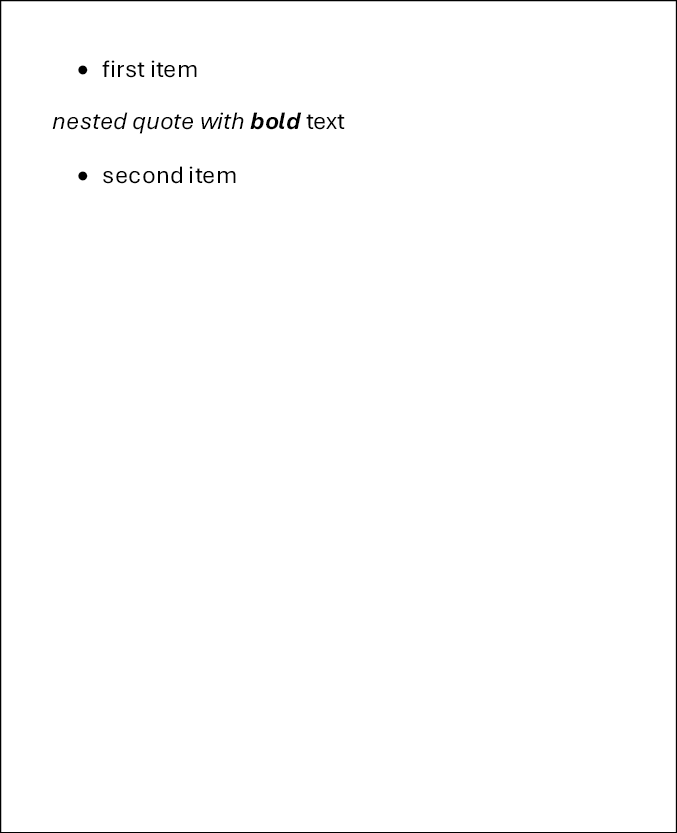 • first item
nested quote with bold text
• second item